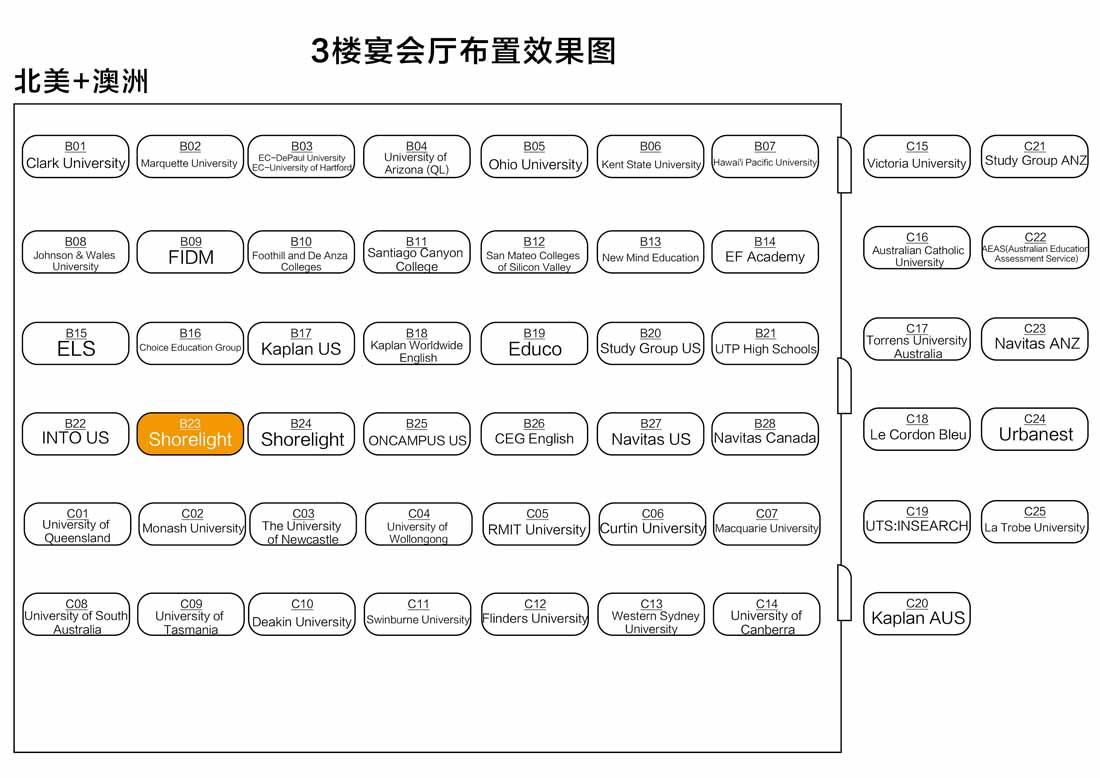 3楼宴会厅布置效果图
北美+澳洲
B01
Clark University
B02
Marquette University
B03
EC-DePaul University
EC-University of Hartford
B04
University of
Arizona (QL)
B05
Ohio University
B06
Kent State University
B07
Hawai'i Pacific University
C15
Victoria University
C21
Study Group ANZ
B08
Johnson & Wales
University
B09
FIDM
B10
Foothill and De Anza
Colleges
B11
Santiago Canyon
College
B12
San Mateo Colleges
of Silicon Valley
B13
New Mind Education
B14
EF Academy
C16
Australian Catholic
University
C22
AEAS(Australian Education
Assessment Service)
B15
ELS
B16
Choice Education Group
B17
Kaplan US
B18
Kaplan Worldwide
English
B19
Educo
B20
Study Group US
B21
UTP High Schools
C17
Torrens University
Australia
C23
Navitas ANZ
B22
INTO US
B23
Shorelight
B24
Shorelight
B25
ONCAMPUS US
B26
CEG English
B27
Navitas US
B28
Navitas Canada
C18
Le Cordon Bleu
C24
Urbanest
C01
University of
Queensland
C02
Monash University
C03
The University
of Newcastle
C04
University of
Wollongong
C05
RMIT University
C06
Curtin University
C07
Macquarie University
C19
UTS:INSEARCH
C25
La Trobe University
C08
University of South
Australia
C09
University of
Tasmania
C10
Deakin University
C11
Swinburne University
C12
Flinders University
C13
Western Sydney
University
C14
University of
Canberra
C20
Kaplan AUS